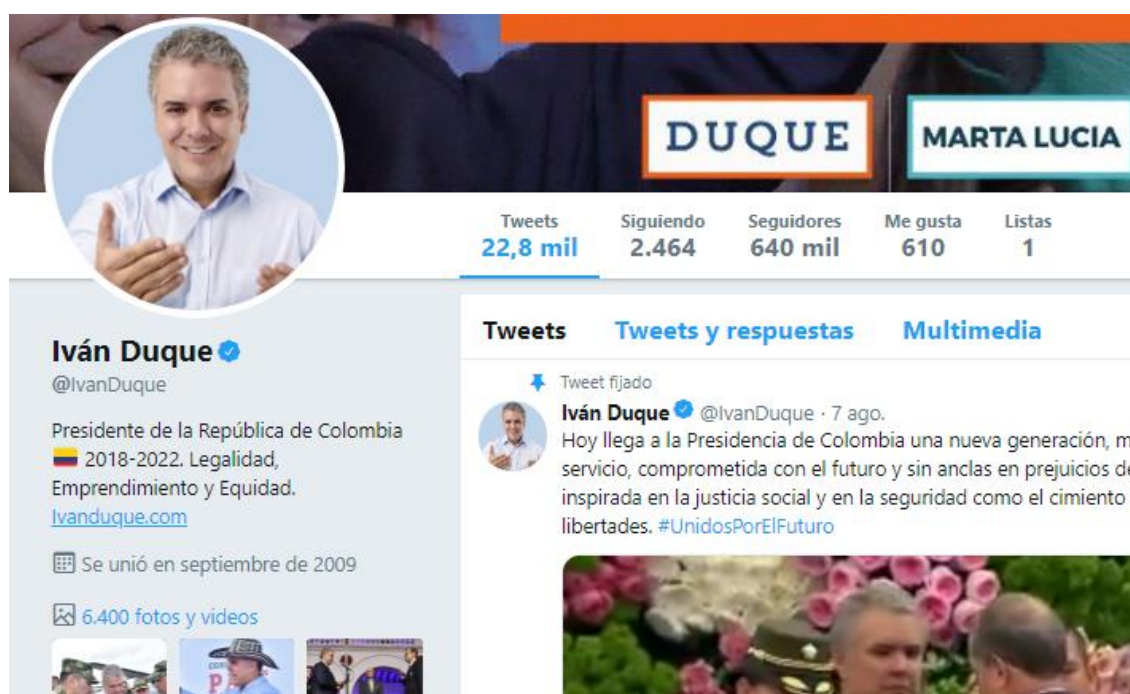 DUQUE
MARTA LUCIA
Tweets
22,8 mil
Siguiendo
2.464
Seguidores
640 mil
Me gusta
610
Listas
1
Iván Duque
@IvanDuque
Presidente de la República de Colombia
2018-2022. Legalidad,
Emprendimiento y Equidad.
Ivanduque.com
Se unió en septiembre de 2009
6.400 fotos y videos
Tweets Tweets y respuestas Multimedia
Tweet fijado
Iván Duque @IvanDuque · 7 ago.
Hoy llega a la Presidencia de Colombia una nueva generación,
servicio, comprometida con el futuro y sin anclas en prejuicios
inspirada en la justicia social y en la seguridad como el cimiento
libertades. #UnidosPorElFuturo